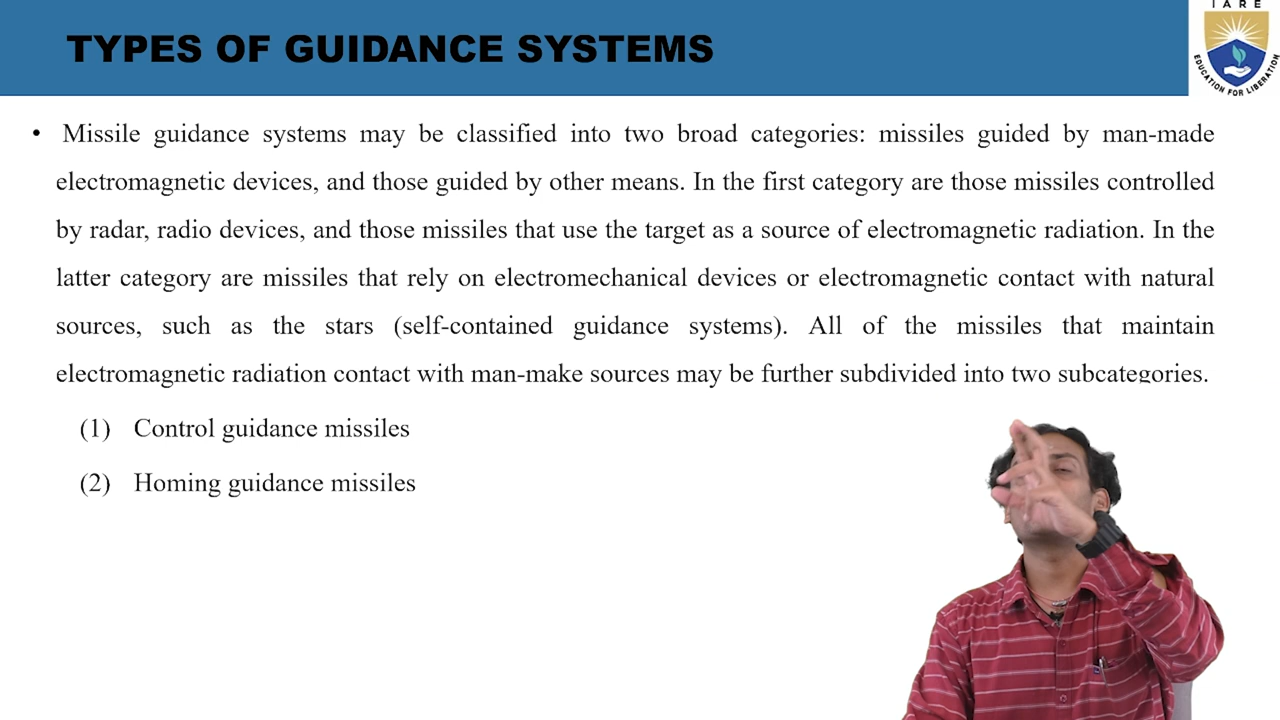 IARE
EDUCATION FOR LIBERATION
TYPES OF GUIDANCE SYSTEMS
• Missile guidance systems may be classified into two broad categories: missiles guided by man-made
electromagnetic devices, and those guided by other means. In the first category are those missiles controlled
by radar, radio devices, and those missiles that use the target as a source of electromagnetic radiation. In the
latter category are missiles that rely on electromechanical devices or electromagnetic contact with natural
sources, such as the stars (self-contained guidance systems). All of the missiles that maintain
electromagnetic radiation contact with man-make sources may be further subdivided into two subcategories.
(1) Control guidance missiles
(2) Homing guidance missiles